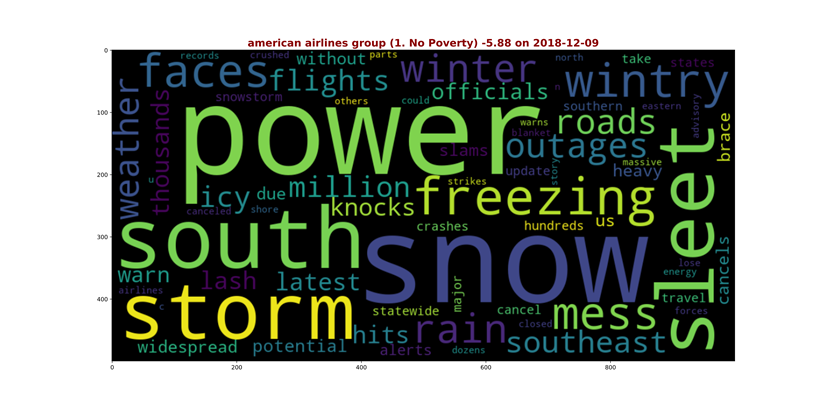 american airlines group (1. No Poverty) -5.88 on 2018-12-09
records crushed parts north
faces without winter take states
flights wintry
weather thousands snowstorm officials
others could southern eastern n advisory
power warns roads brace
blanket
slams outages
massive
update story heavy
c strikes
icy due million freezing sleet
canceled shore knocks
hundreds us
south crashes
snow
warn lash latest lose
energy cancels
airlines major travel
c storm statewide cancel mess forces
hits rain closed
widespread potential alerts dozens southeast
0
100
200
300
400
0 200 400 600 800